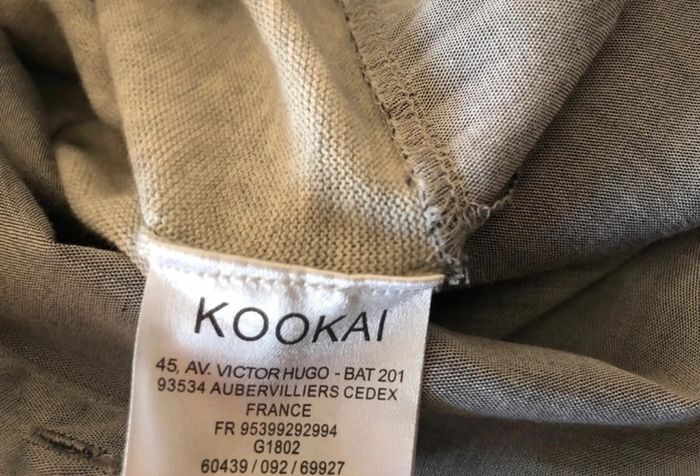 KOOKAI
45, AV. VICTOR HUGO - BAT 201
93534 AUBERVILLIERS CEDEX
FRANCE
FR 95399292994
G1802
60439 / 092 / 69927